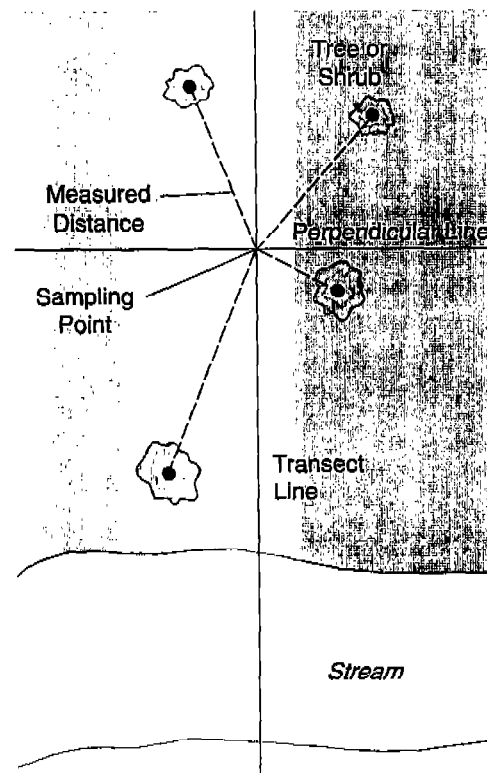 Tree or
Shrub
Measured
Distance
Perpendicular Line
Sampling
Point
Transect
Line
Stream